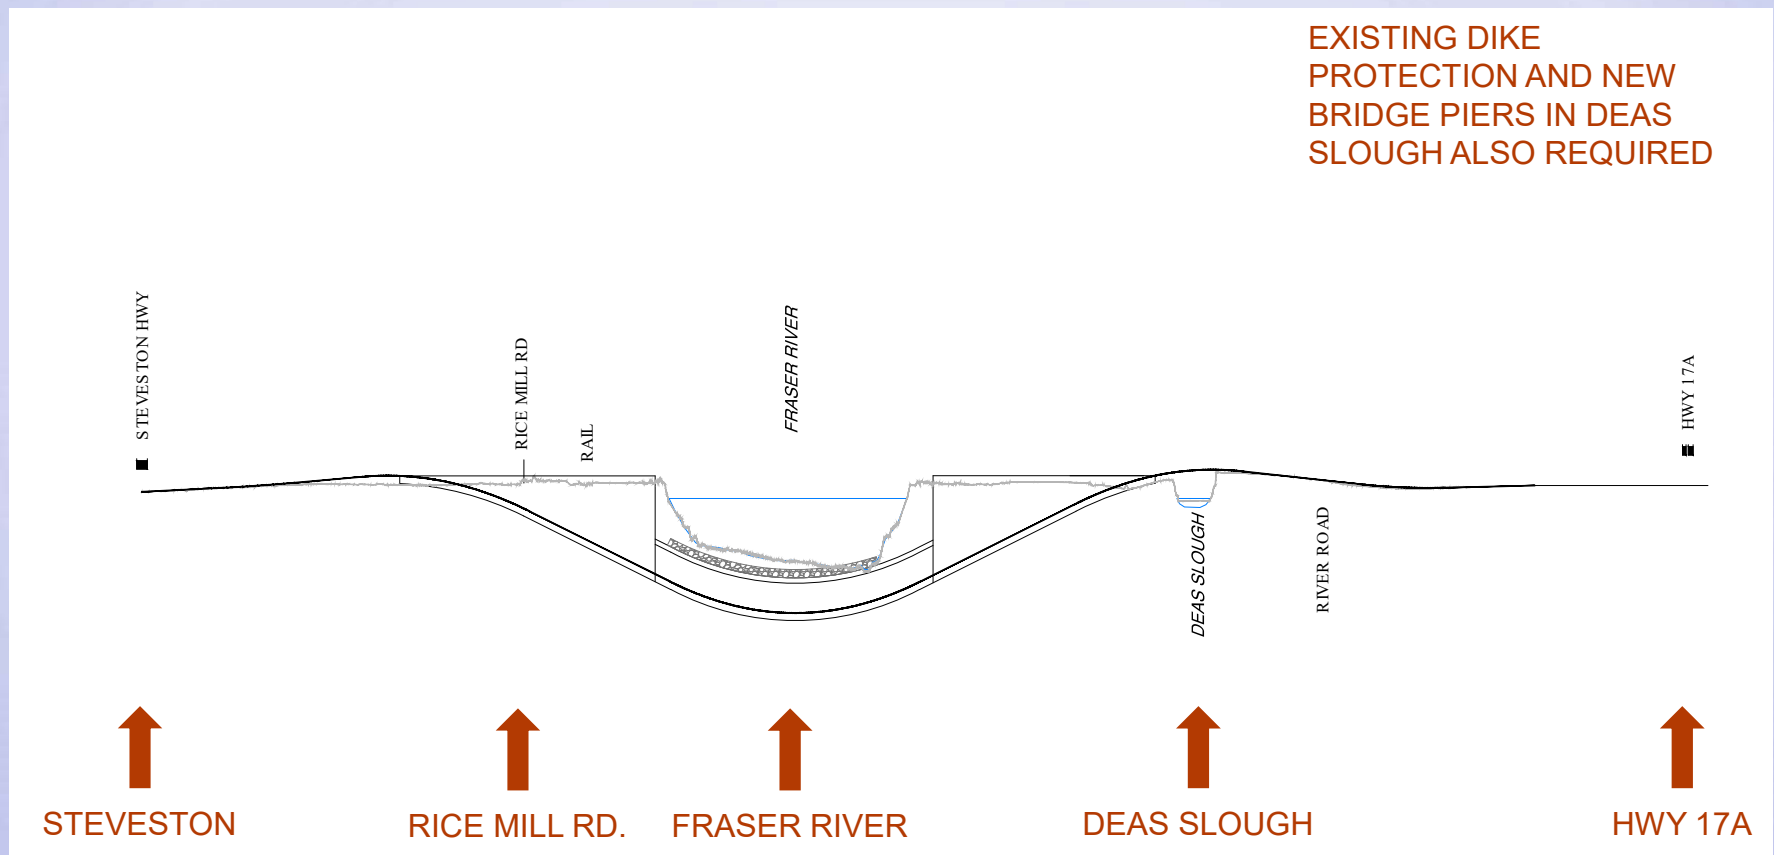 EXISTING DIKE
PROTECTION AND NEW
BRIDGE PIERS IN DEAS
SLOUGH ALSO REQUIRED
STEVESTON HWY
RICE MILL RD
RAIL
FRASER RIVER
DEAS SLOUGH
RIVER ROAD
HWY 17A
STEVESTON
RICE MILL RD.
FRASER RIVER
DEAS SLOUGH
HWY 17A